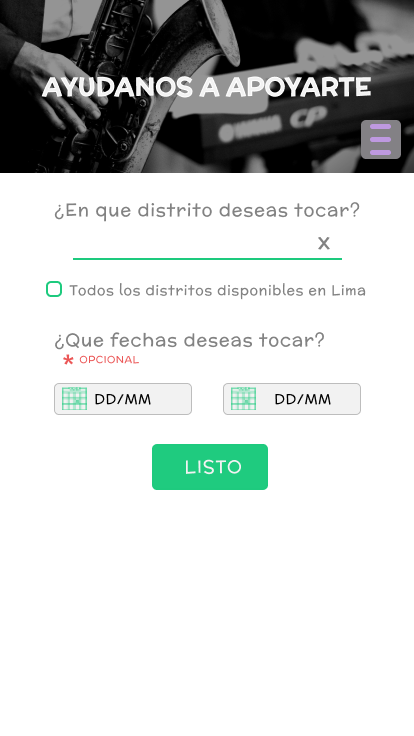 AYUDANOS A APOYARTE
YAMAHA CP
¿En que distrito deseas tocar?
X
Todos los distritos disponibles en Lima
¿Que fechas deseas tocar?
* OPCIONAL
DD/MM DD/MM
LISTO